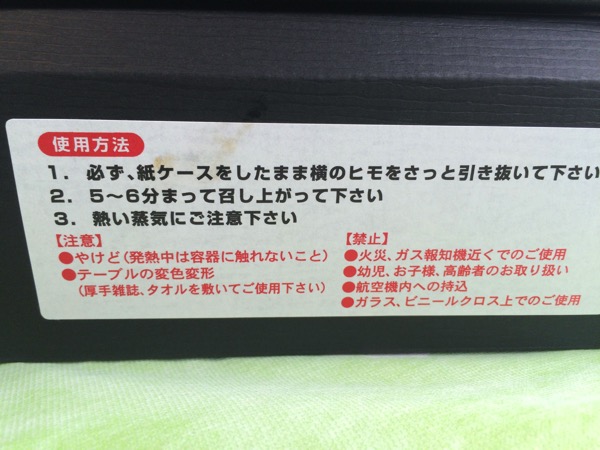 使用方法
1. 必ず、紙ケースをしたまま横のヒモをさっと引き抜いて下さい
2. 5〜6分まって召し上がって下さい
3. 熱い蒸気にご注意下さい
【注意】
●やけど(発熱中は容器に触れないこと)
●テーブルの変色変形
(厚手雑誌、タオルを敷いてご使用下さい)
【禁止】
●火災、ガス報知機近くでのご使用
●幼児、お子様、高齢者のお取り扱い
●航空機内への持込
●ガラス、ビニールクロス上でのご使用